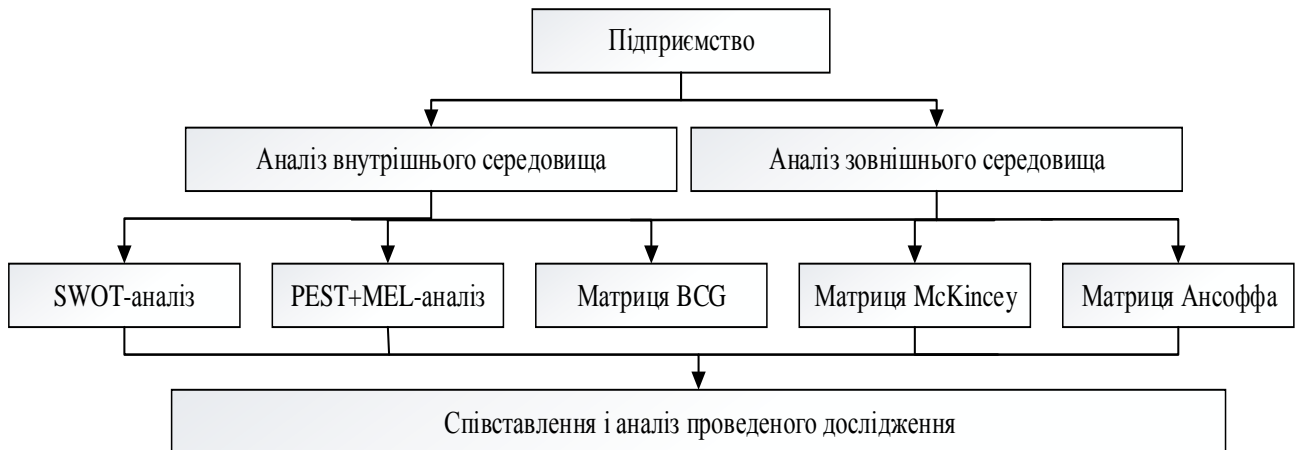 Підприємство
Аналіз внутрішнього середовища
Аналіз зовнішнього середовища
SWOT-аналіз
PEST+MEL-аналіз
Матриця BCG
Матриця McKincey
Матриця Ансоффа
Співставлення і аналіз проведеного дослідження